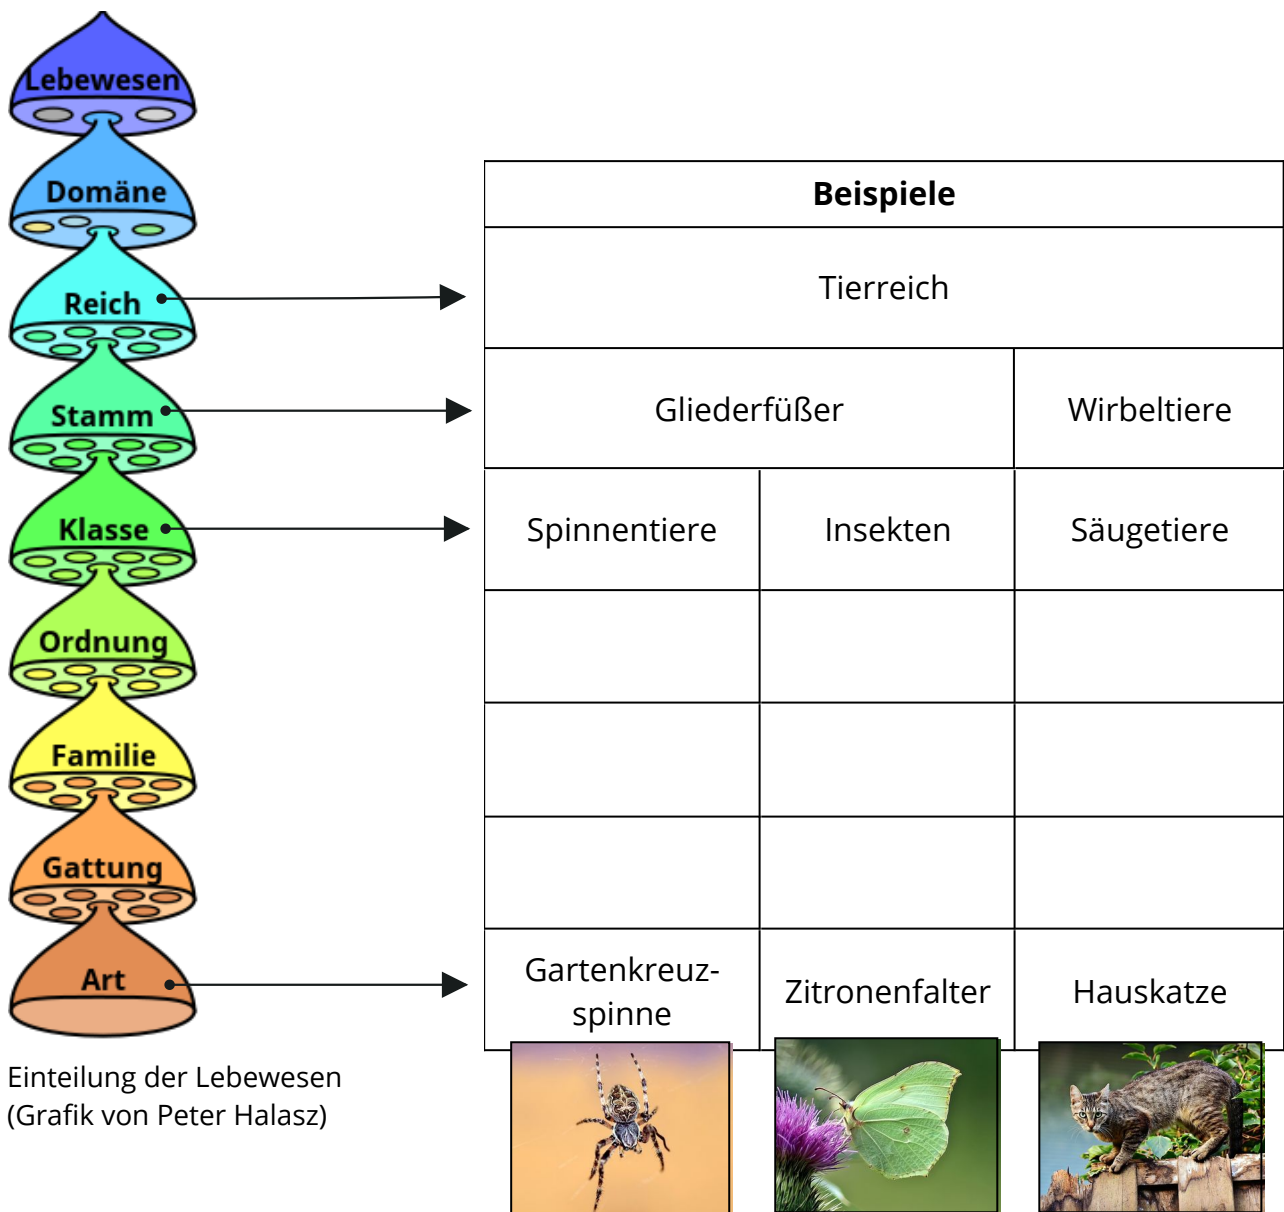 Lebewesen
Domäne
Reich
Stamm
Klasse
Ordnung
Familie
Gattung
Art
Einteilung der Lebewesen
(Grafik von Peter Halasz)
Beispiele
Tierreich
Gliederfüßer Wirbeltiere
Spinnentiere Insekten Säugetiere
Gartenkreuz-
spinne
Zitronenfalter
Hauskatze